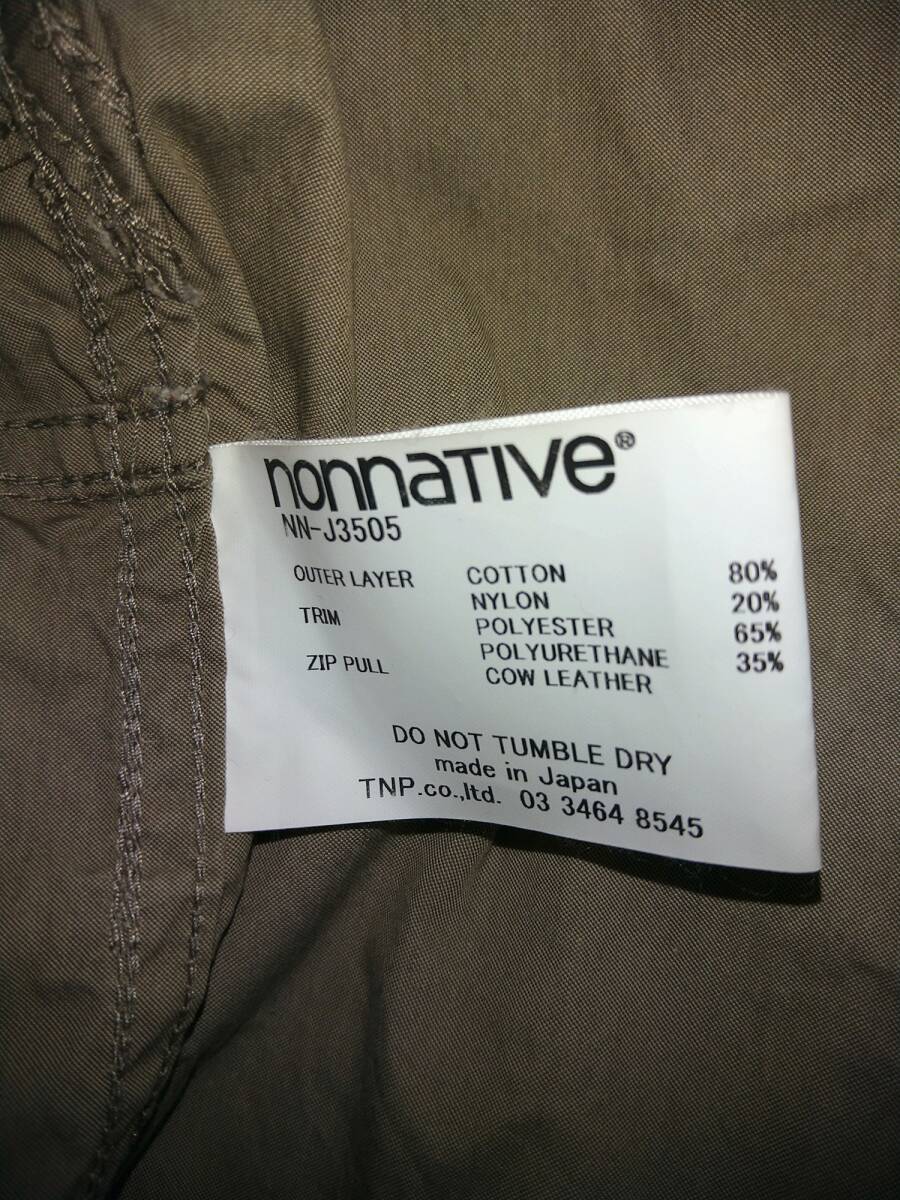 nonnative®
NN-J3505
OUTER LAYER COTTON 80%
NYLON 20%
TRIM POLYESTER 65%
POLYURETHANE 35%
ZIP PULL COW LEATHER
DO NOT TUMBLE DRY
made in Japan
TNP.co.,ltd. 03 3464 8545